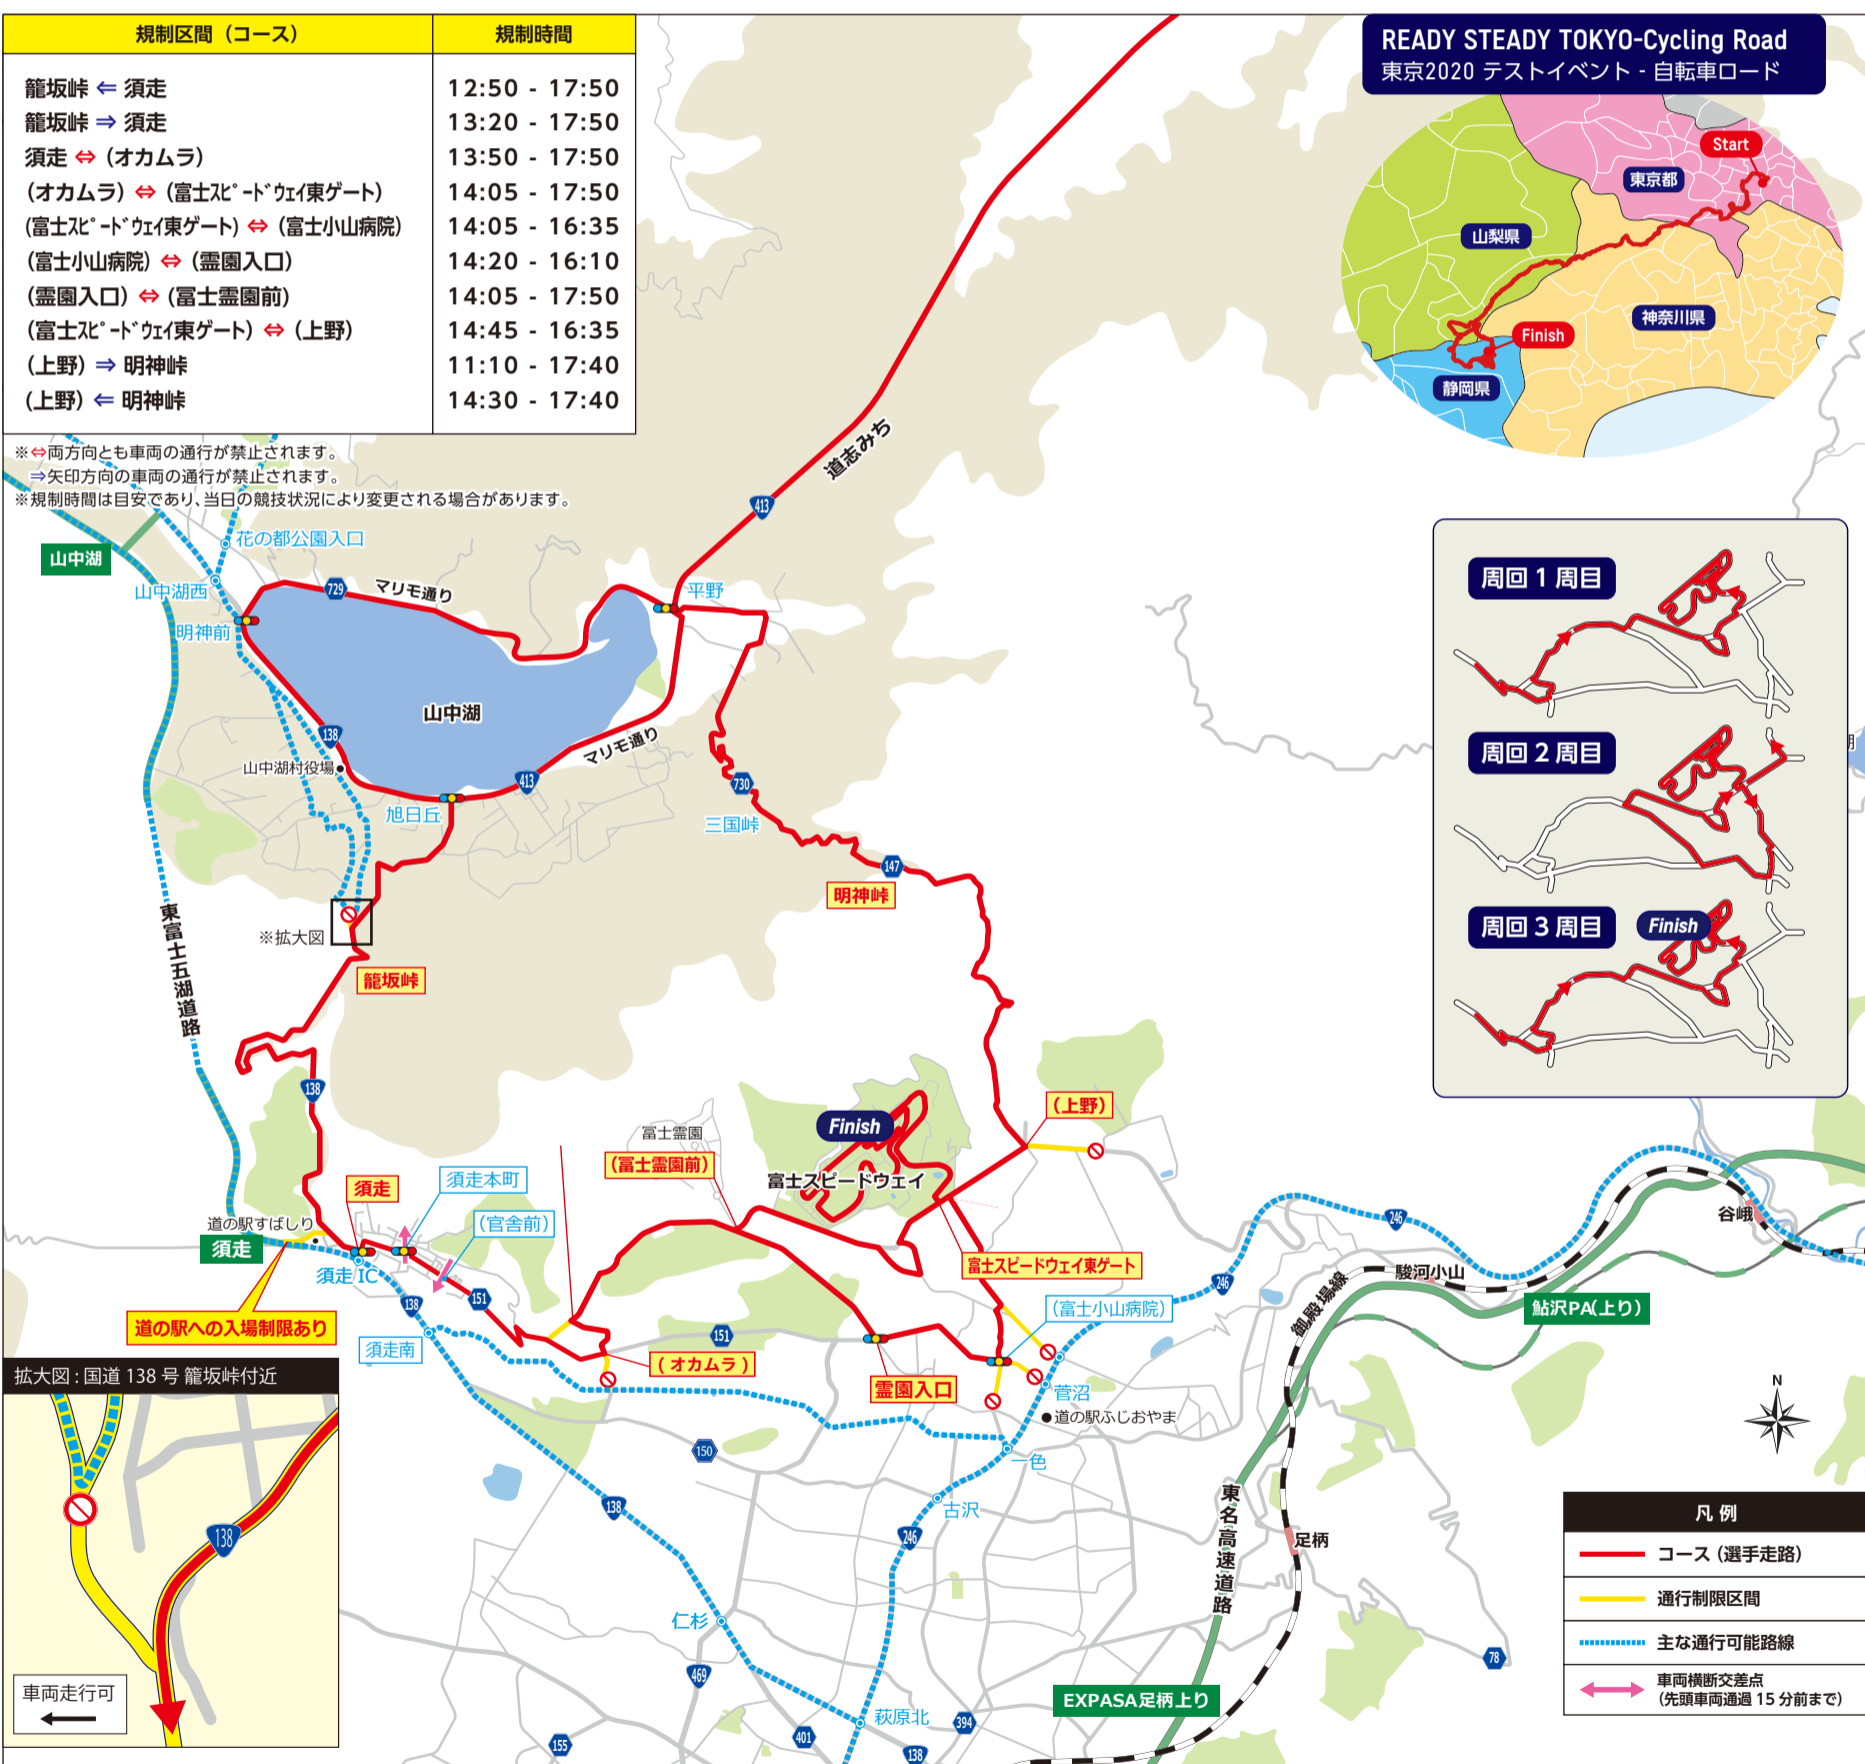 規制区間（コース）
規制時間
籠坂峠 ⇐ 須走
12:50 - 17:50
籠坂峠 ⇒ 須走
13:20 - 17:50
須走 ⇔ (オカムラ)
13:50 - 17:50
(オカムラ) ⇔ (富士ｽﾋﾟｰﾄﾞｳｪｲ東ゲート)
14:05 - 17:50
(富士ｽﾋﾟｰﾄﾞｳｪｲ東ゲート) ⇔ (富士小山病院)
14:05 - 16:35
(富士小山病院) ⇔ (霊園入口)
14:20 - 16:10
(霊園入口) ⇔ (冨士霊園前)
14:05 - 17:50
(富士ｽﾋﾟｰﾄﾞｳｪｲ東ゲート) ⇔ (上野)
14:45 - 16:35
(上野) ⇒ 明神峠
11:10 - 17:40
(上野) ⇐ 明神峠
14:30 - 17:40
※⇔両方向とも車両の通行が禁止されます。
⇒矢印方向の車両の通行が禁止されます。
※規制時間は目安であり、当日の競技状況により変更される場合があります。
READY STEADY TOKYO-Cycling Road
東京2020 テストイベント - 自転車ロード
Start
東京都
山梨県
神奈川県
Finish
静岡県
道志みち
413
山中湖
花の都公園入口
山中湖西
明神前
729
マリモ通り
平野
山中湖
138
山中湖村役場
マリモ通り
413
旭日丘
730
三国峠
147
明神峠
※拡大図
籠坂峠
東富士五湖道路
138
周回 1 周目
周回 2 周目
周回 3 周目
Finish
(上野)
Finish
冨士霊園
(冨士霊園前)
富士スピードウェイ
須走
須走本町
(官舎前)
道の駅すばしり
須走
須走 IC
富士スピードウェイ東ゲート
(富士小山病院)
246
246
谷峨
駿河小山
御殿場線
鮎沢PA(上り)
道の駅への入場制限あり
138
151
須走南
151
(オカムラ)
霊園入口
菅沼
道の駅ふじおやま
一色
150
古沢
138
246
東名高速道路
足柄
仁杉
469
78
EXPASA足柄上り
萩原北
394
401
155
138
拡大図 : 国道 138 号 籠坂峠付近
138
車両走行可
N
凡 例
コース (選手走路)
通行制限区間
主な通行可能路線
車両横断交差点
(先頭車両通過 15 分前まで)